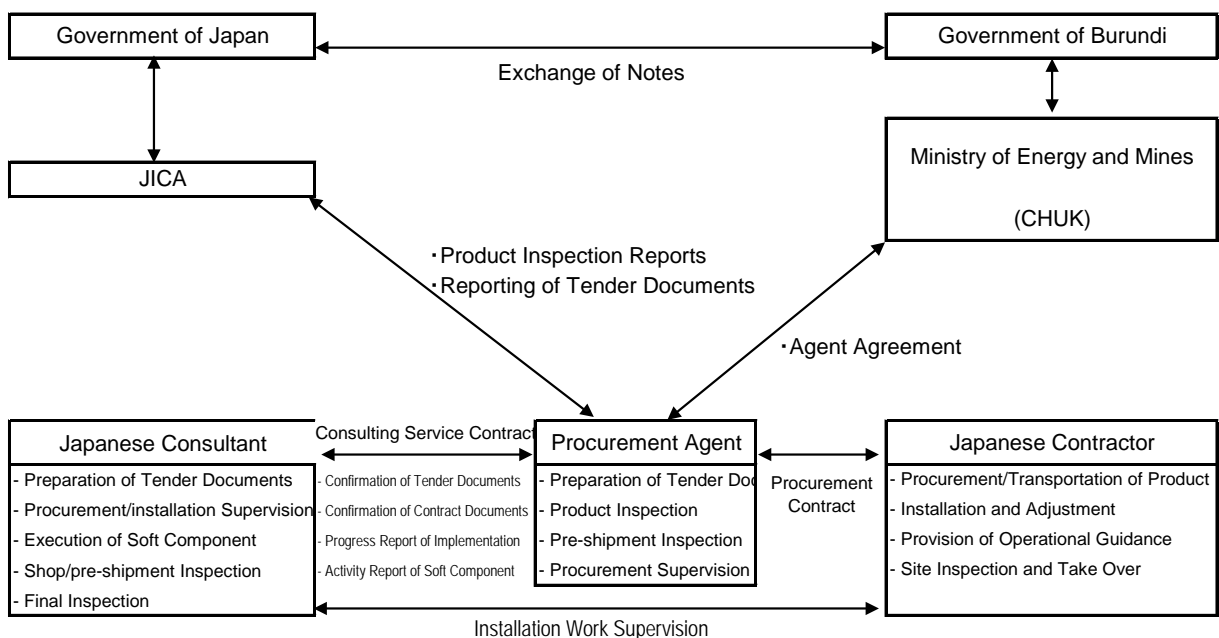 Government of Japan
Government of Burundi
Exchange of Notes
Ministry of Energy and Mines
(CHUK)
JICA
・Product Inspection Reports
・Reporting of Tender Documents
・Agent Agreement
Japanese Consultant
- Preparation of Tender Documents
- Procurement/installation Supervision
- Execution of Soft Component
- Shop/pre-shipment Inspection
- Final Inspection
Consulting Service Contract
- Confirmation of Tender Documents
- Confirmation of Contract Documents
- Progress Report of Implementation
- Activity Report of Soft Component
Procurement Agent
- Preparation of Tender Doc
- Product Inspection
- Pre-shipment Inspection
- Procurement Supervision
Procurement
Contract
Japanese Contractor
- Procurement/Transportation of Product
- Installation and Adjustment
- Provision of Operational Guidance
- Site Inspection and Take Over
Installation Work Supervision